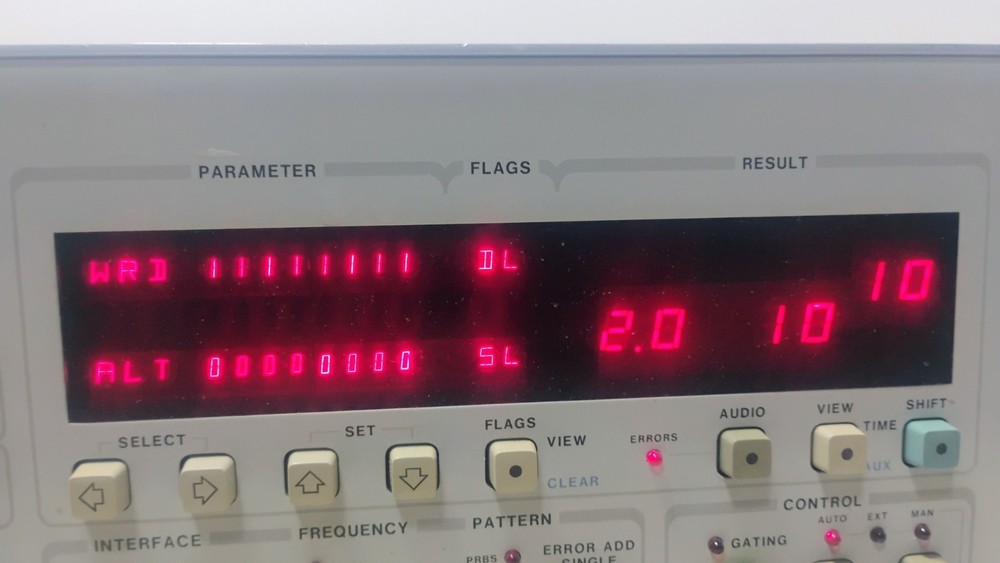 PARAMETER FLAGS RESULT
WRD 11111111 DL 10
2.0 10
ALT 00000000 SL
SELECT SET FLAGS VIEW CLEAR ERRORS AUDIO VIEW TIME SHIFT
INTERFACE FREQUENCY PATTERN CONTROL
PRBS ERROR ADD GATING AUTO EXT MAN
SINGLE